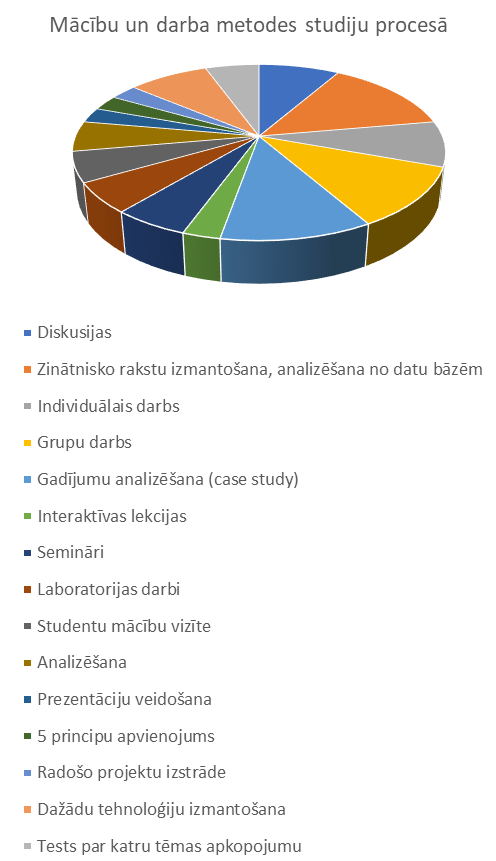 Mācību un darba metodes studiju procesā
Diskusijas
Zinātnisko rakstu izmantošana, analizēšana no datu bāzēm
Individuālais darbs
Grupu darbs
Gadījumu analizēšana (case study)
Interaktīvas lekcijas
Semināri
Laboratorijas darbi
Studentu mācību vizīte
Analizēšana
Prezentāciju veidošana
5 principu apvienojums
Radošo projektu izstrāde
Dažādu tehnoloģiju izmantošana
Tests par katru tēmas apkopojumu